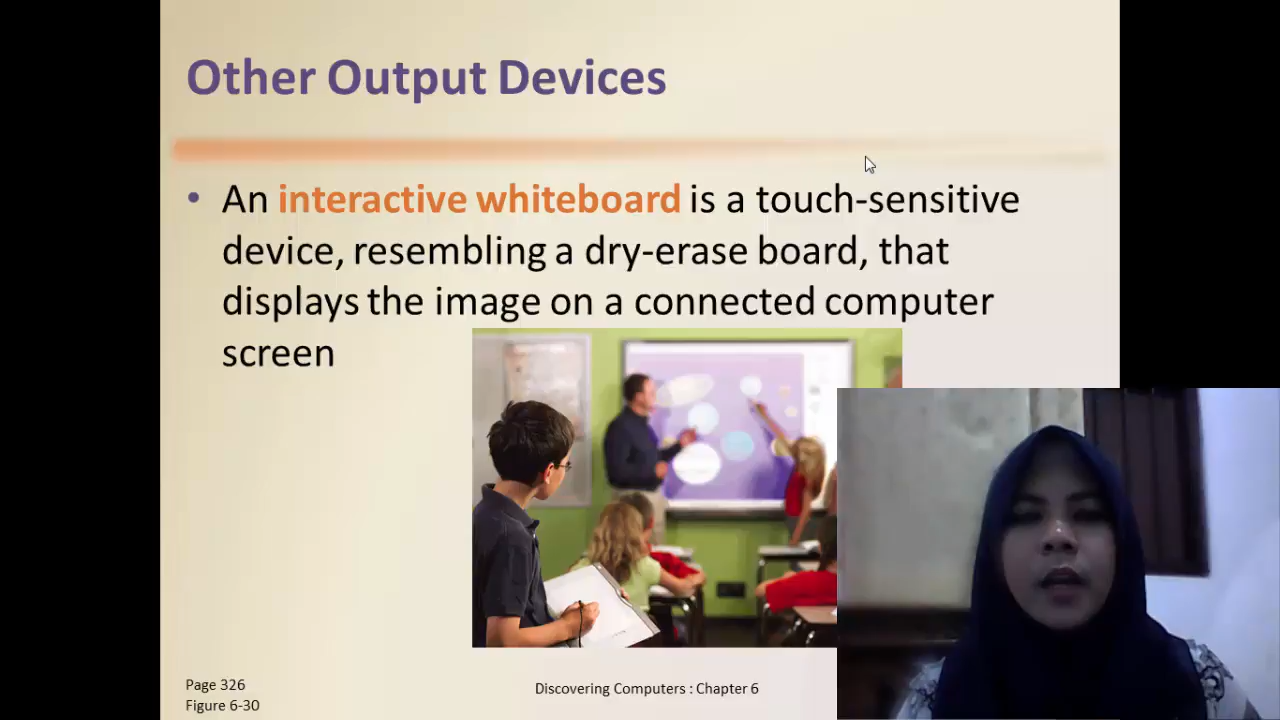 Other Output Devices
• An interactive whiteboard is a touch-sensitive
device, resembling a dry-erase board, that
displays the image on a connected computer
screen
Page 326
Figure 6-30
Discovering Computers : Chapter 6